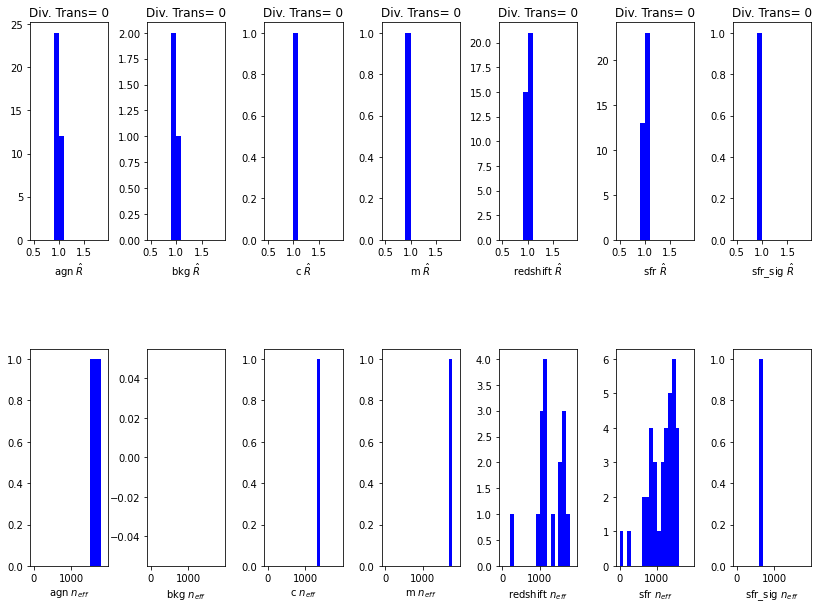 Div. Trans= 0 Div. Trans= 0 Div. Trans= 0 Div. Trans= 0 Div. Trans= 0 Div. Trans= 0 Div. Trans= 0
25 2.00 1.0 1.0 20.0 20 1.0
20 1.75 0.8 0.8 17.5 15 0.8
15 1.50 0.6 0.6 15.0 10 0.6
10 1.25 0.4 0.4 12.5 5 0.4
5 1.00 0.2 0.2 10.0 0 0.2
0 0.75 0.0 0.0 7.5 0.0
0.50 5.0
0.25 2.5
0.00 0.0
0.5 1.0 1.5 0.5 1.0 1.5 0.5 1.0 1.5 0.5 1.0 1.5 0.5 1.0 1.5 0.5 1.0 1.5 0.5 1.0 1.5
agn R̂ bkg R̂ c R̂ m R̂ redshift R̂ sfr R̂ sfr_sig R̂
1.0 0.04 1.0 1.0 4.0 6 1.0
0.8 0.02 0.8 0.8 3.5 5 0.8
0.6 0.00 0.6 0.6 3.0 4 0.6
0.4 −0.02 0.4 0.4 2.5 3 0.4
0.2 −0.04 0.2 0.2 2.0 2 0.2
0.0 0.0 0.0 1.5 1 0.0
1.0 0
0.5
0.0
0 1000 0 1000 0 1000 0 1000 0 1000 0 1000 0 1000
agn n_eff bkg n_eff c n_eff m n_eff redshift n_eff sfr n_eff sfr_sig n_eff